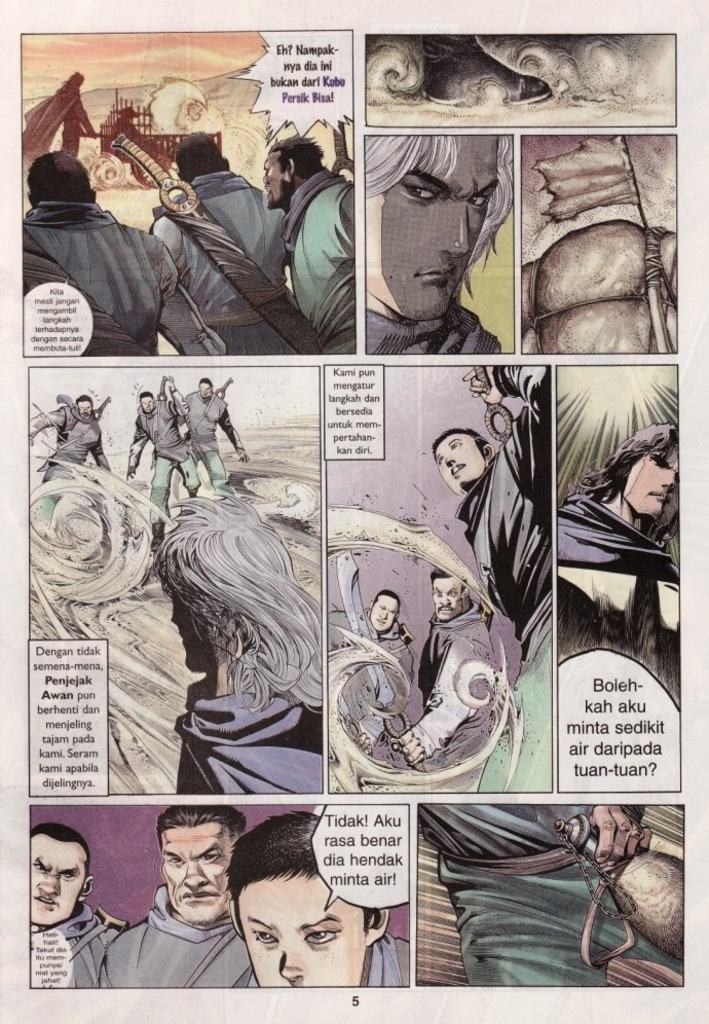 Eh? Nampak-
nya dia ini
bukan dari Kubu
Persik Bisa!
Kita
mesti jangan
mengambil
langkah
terhadapnya
dengan secara
membuta-tuli!
Dengan tidak
semena-mena,
Penjejak
Awan pun
berhenti dan
menjeling
tajam pada
kami. Seram
kami apabila
dijelingnya.
Kami pun
mengatur
langkah dan
bersedia
untuk mem-
pertahan-
kan diri.
Boleh-
kah aku
minta sedikit
air daripada
tuan-tuan?
Hati-
hati!
Takut dia
itu mem-
punyai
niat yang
jahat!
Tidak! Aku
rasa benar
dia hendak
minta air!
5